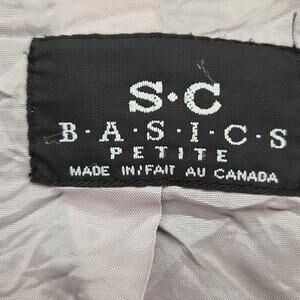 S·C
B·A·S·I·C·S
PETITE
MADE IN/FAIT AU CANADA